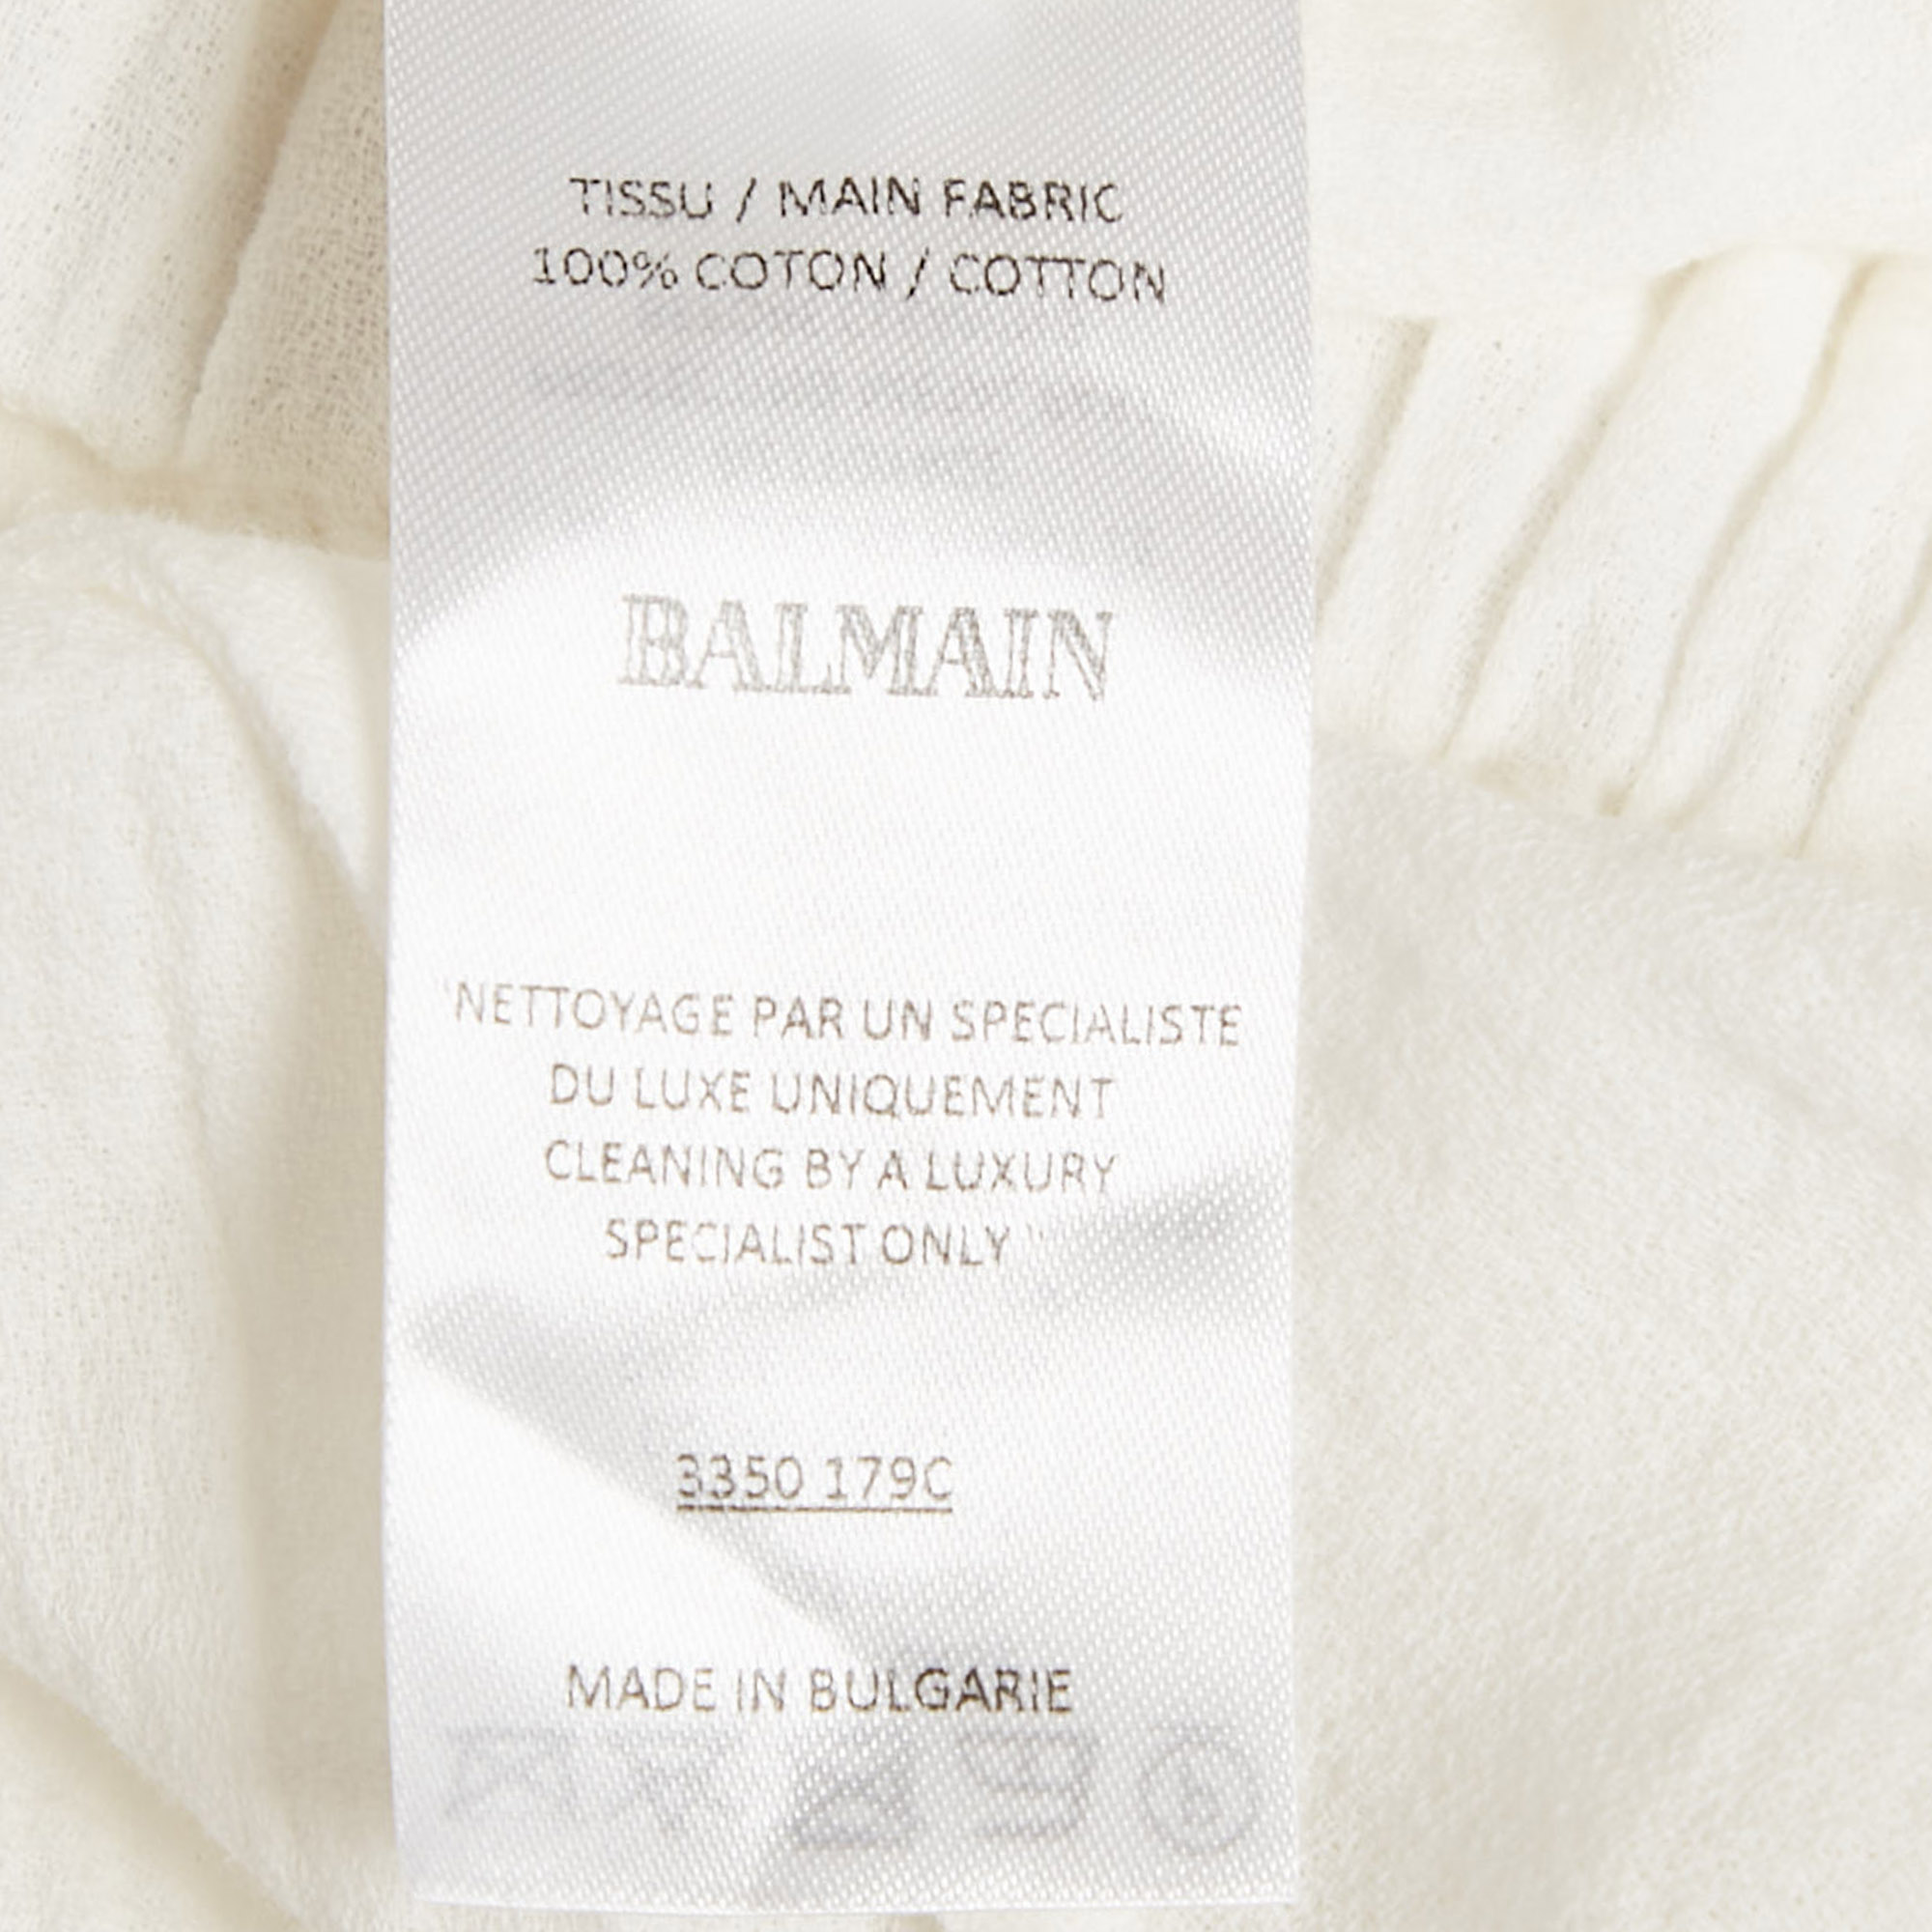 TISSU / MAIN FABRIC
100% COTON / COTTON
BALMAIN
"NETTOYAGE PAR UN SPECIALISTE
DU LUXE UNIQUEMENT
CLEANING BY A LUXURY
SPECIALIST ONLY "
3350 179C
MADE IN BULGARIE